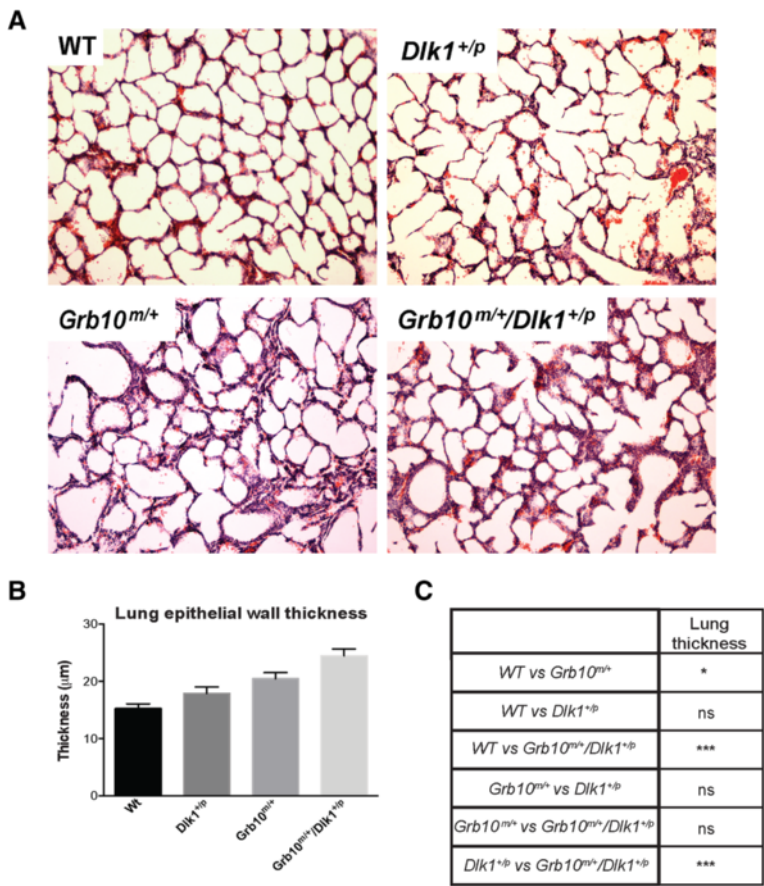 A
WT
Dlk1+/p
Grb10m/+
Grb10m/+/Dlk1+/p
B
Lung epithelial wall thickness
Thickness (μm)
30
20
10
0
Wt
Dlk1+/p
Grb10m/+
Grb10m/+/Dlk1+/p
C
Lung
thickness
WT vs Grb10m/+
*
WT vs Dlk1+/p
ns
WT vs Grb10m/+/Dlk1+/p
***
Grb10m/+ vs Dlk1+/p
ns
Grb10m/+ vs Grb10m/+/Dlk1+/p
ns
Dlk1+/p vs Grb10m/+/Dlk1+/p
***